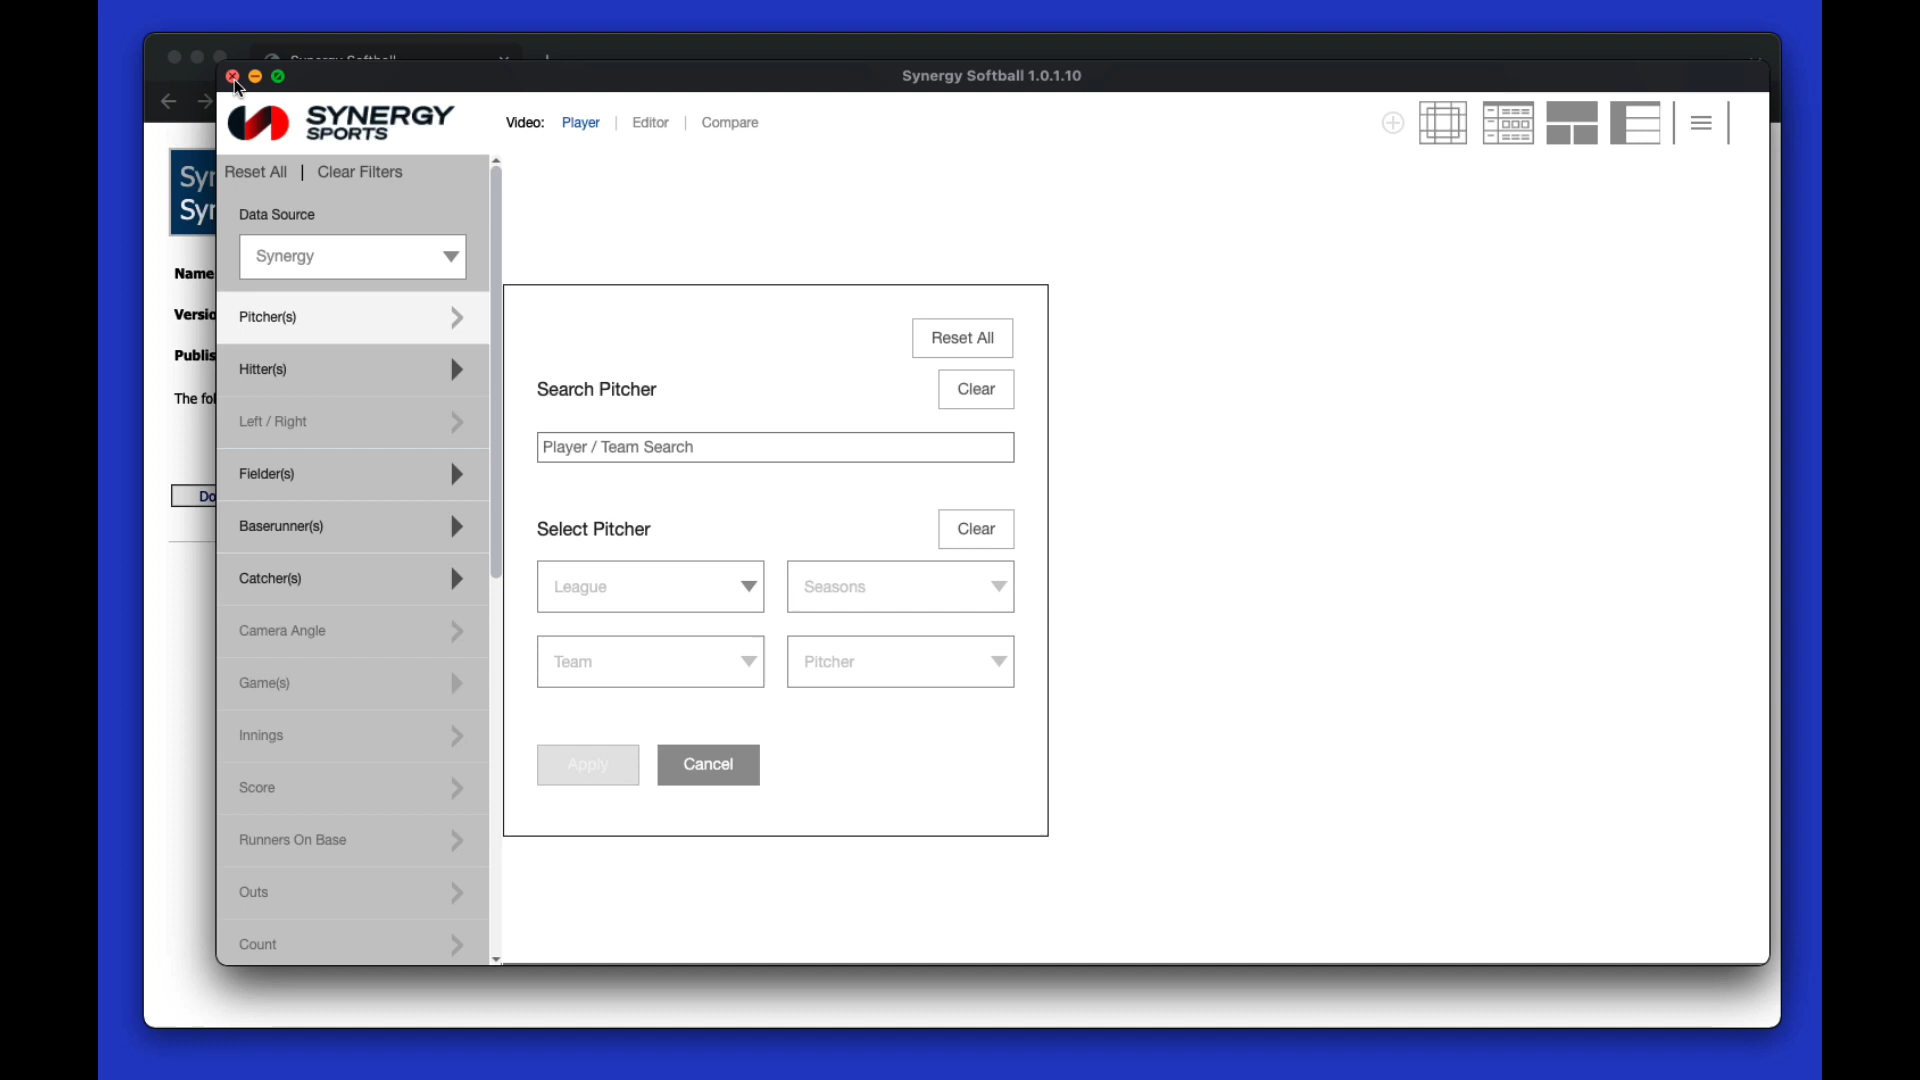 Synergy Softball 1.0.1.10
SYNERGY
SPORTS
Video: Player | Editor | Compare
Reset All | Clear Filters
Data Source
Synergy
Pitcher(s)
Hitter(s)
Left / Right
Fielder(s)
Baserunner(s)
Catcher(s)
Camera Angle
Game(s)
Innings
Score
Runners On Base
Outs
Count
Reset All
Search Pitcher
Clear
Player / Team Search
Select Pitcher
Clear
League
Seasons
Team
Pitcher
Apply
Cancel
Name
The